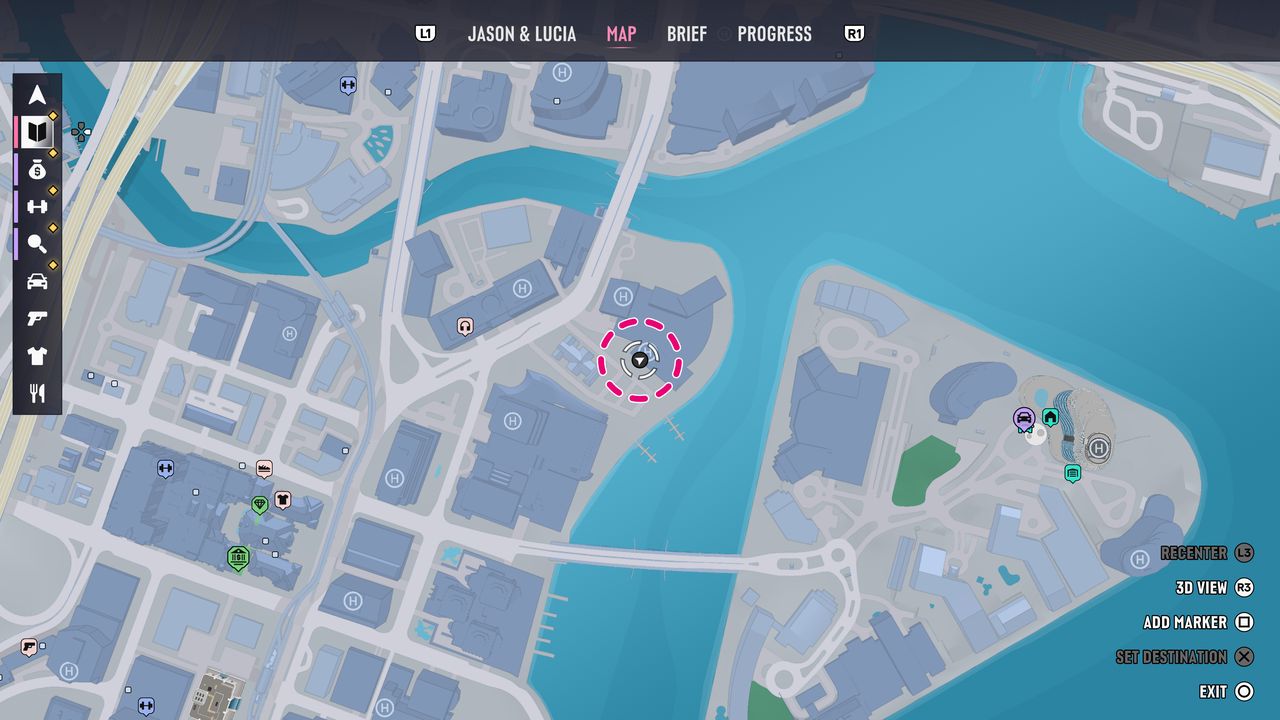 L1 JASON & LUCIA MAP BRIEF PROGRESS R1
H
H
H
H
H
H
H
H
H
RECENTER L3
3D VIEW R3
ADD MARKER
SET DESTINATION
EXIT
H
H
H